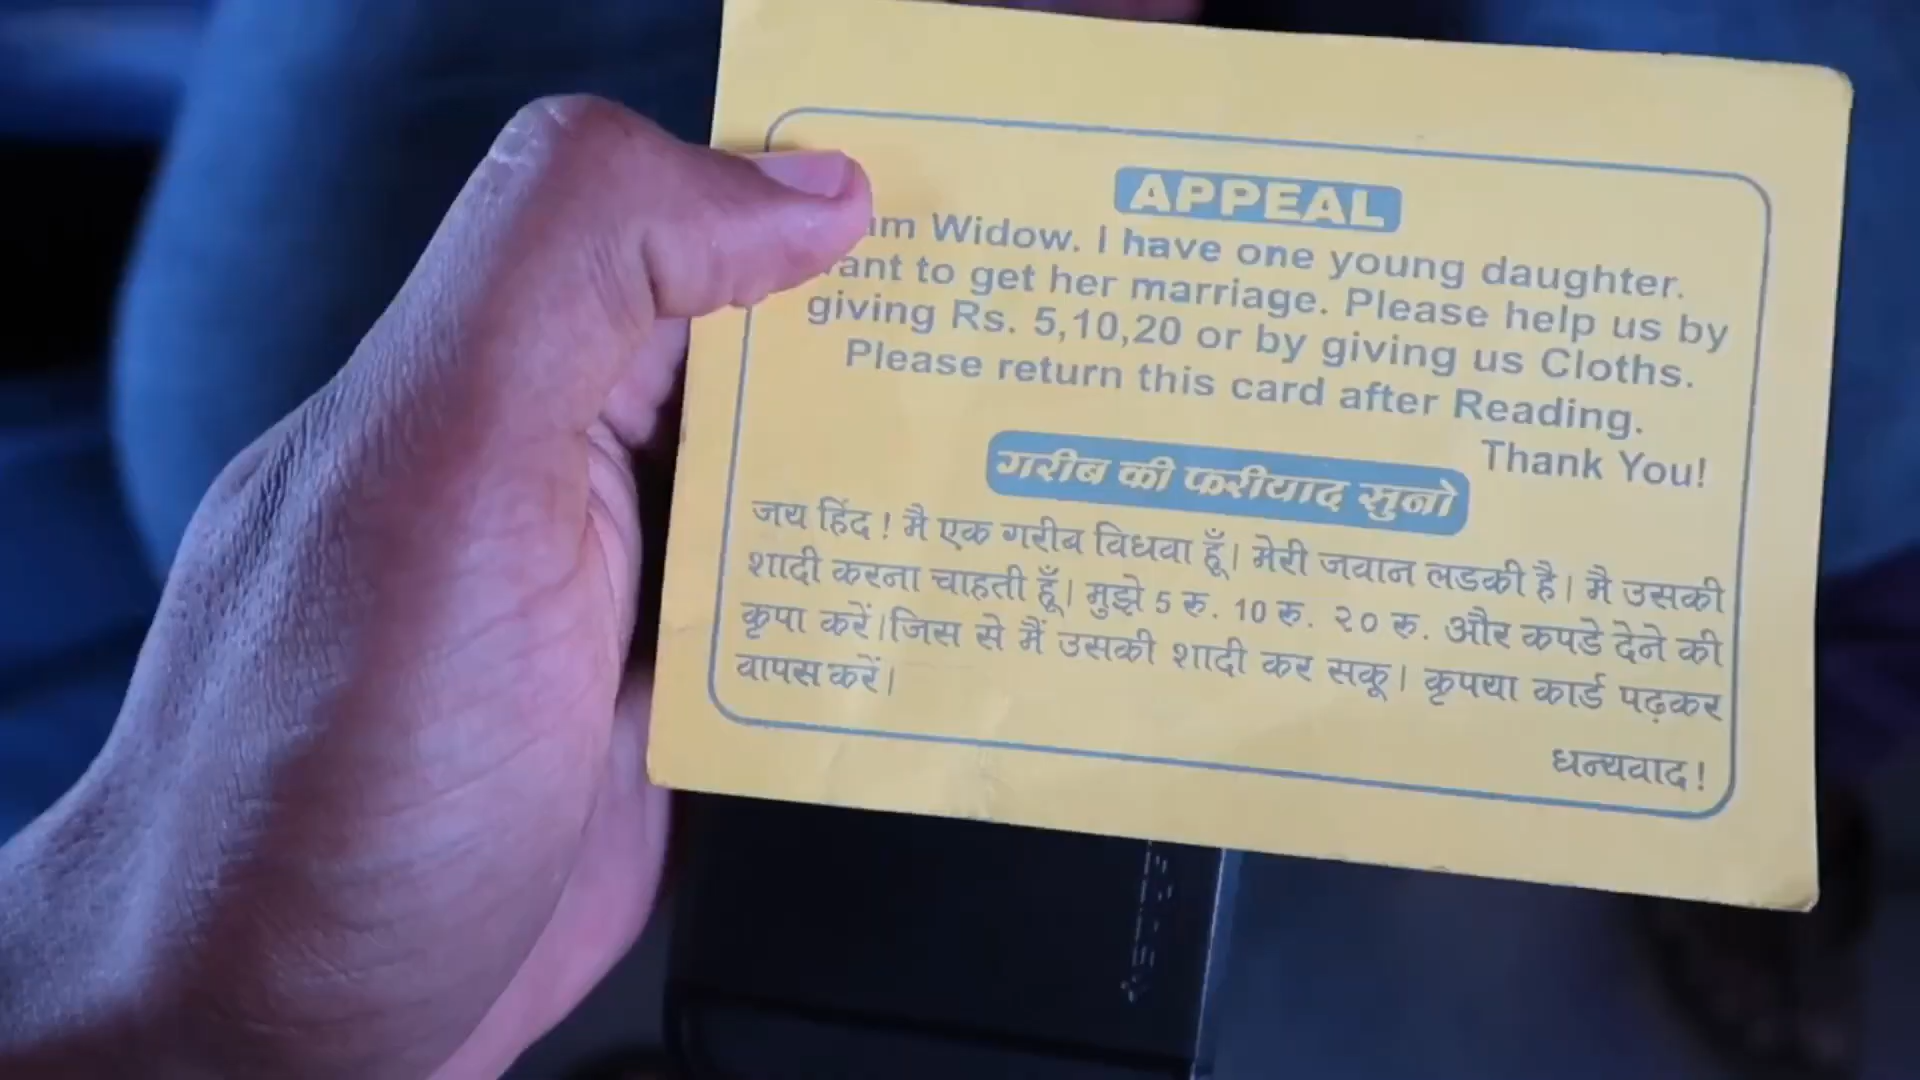 APPEAL
am Widow. I have one young daughter.
want to get her marriage. Please help us by
giving Rs. 5,10,20 or by giving us Cloths.
Please return this card after Reading.
Thank You!
गरीब की फरीयाद सुनो
जय हिंद ! मै एक गरीब विधवा हूँ। मेरी जवान लडकी है। मै उसकी
शादी करना चाहती हूँ। मुझे 5 रु. 10 रु. २० रु. और कपडे देने की
कृपा करें।जिस से मैं उसकी शादी कर सकू। कृपया कार्ड पढ़कर
वापस करें।
धन्यवाद !